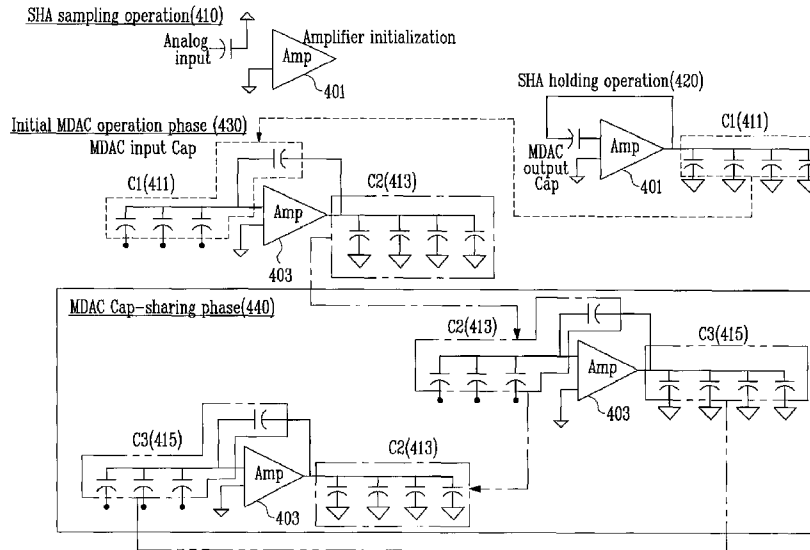 SHA sampling operation(410)
Analog input
Amplifier initialization
Amp
401
SHA holding operation(420)
C1(411)
Amp
MDAC output Cap
401
Initial MDAC operation phase (430)
MDAC input Cap
C1(411)
C2(413)
Amp
403
MDAC Cap-sharing phase(440)
C2(413)
C3(415)
Amp
403
C3(415)
C2(413)
Amp
403